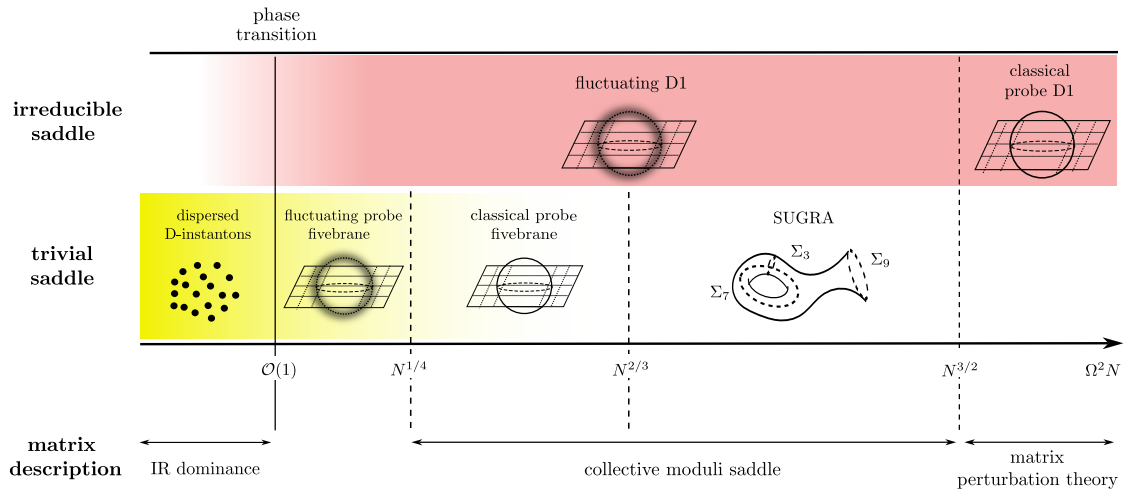 phase
transition
irreducible
saddle
fluctuating D1
classical
probe D1
trivial
saddle
dispersed
D-instantons
fluctuating probe
fivebrane
classical probe
fivebrane
SUGRA
Σ₃
Σ₇
Σ₉
𝒪(1)
N^{1/4}
N^{2/3}
N^{3/2}
Ω²N
matrix
description
IR dominance
collective moduli saddle
matrix
perturbation theory